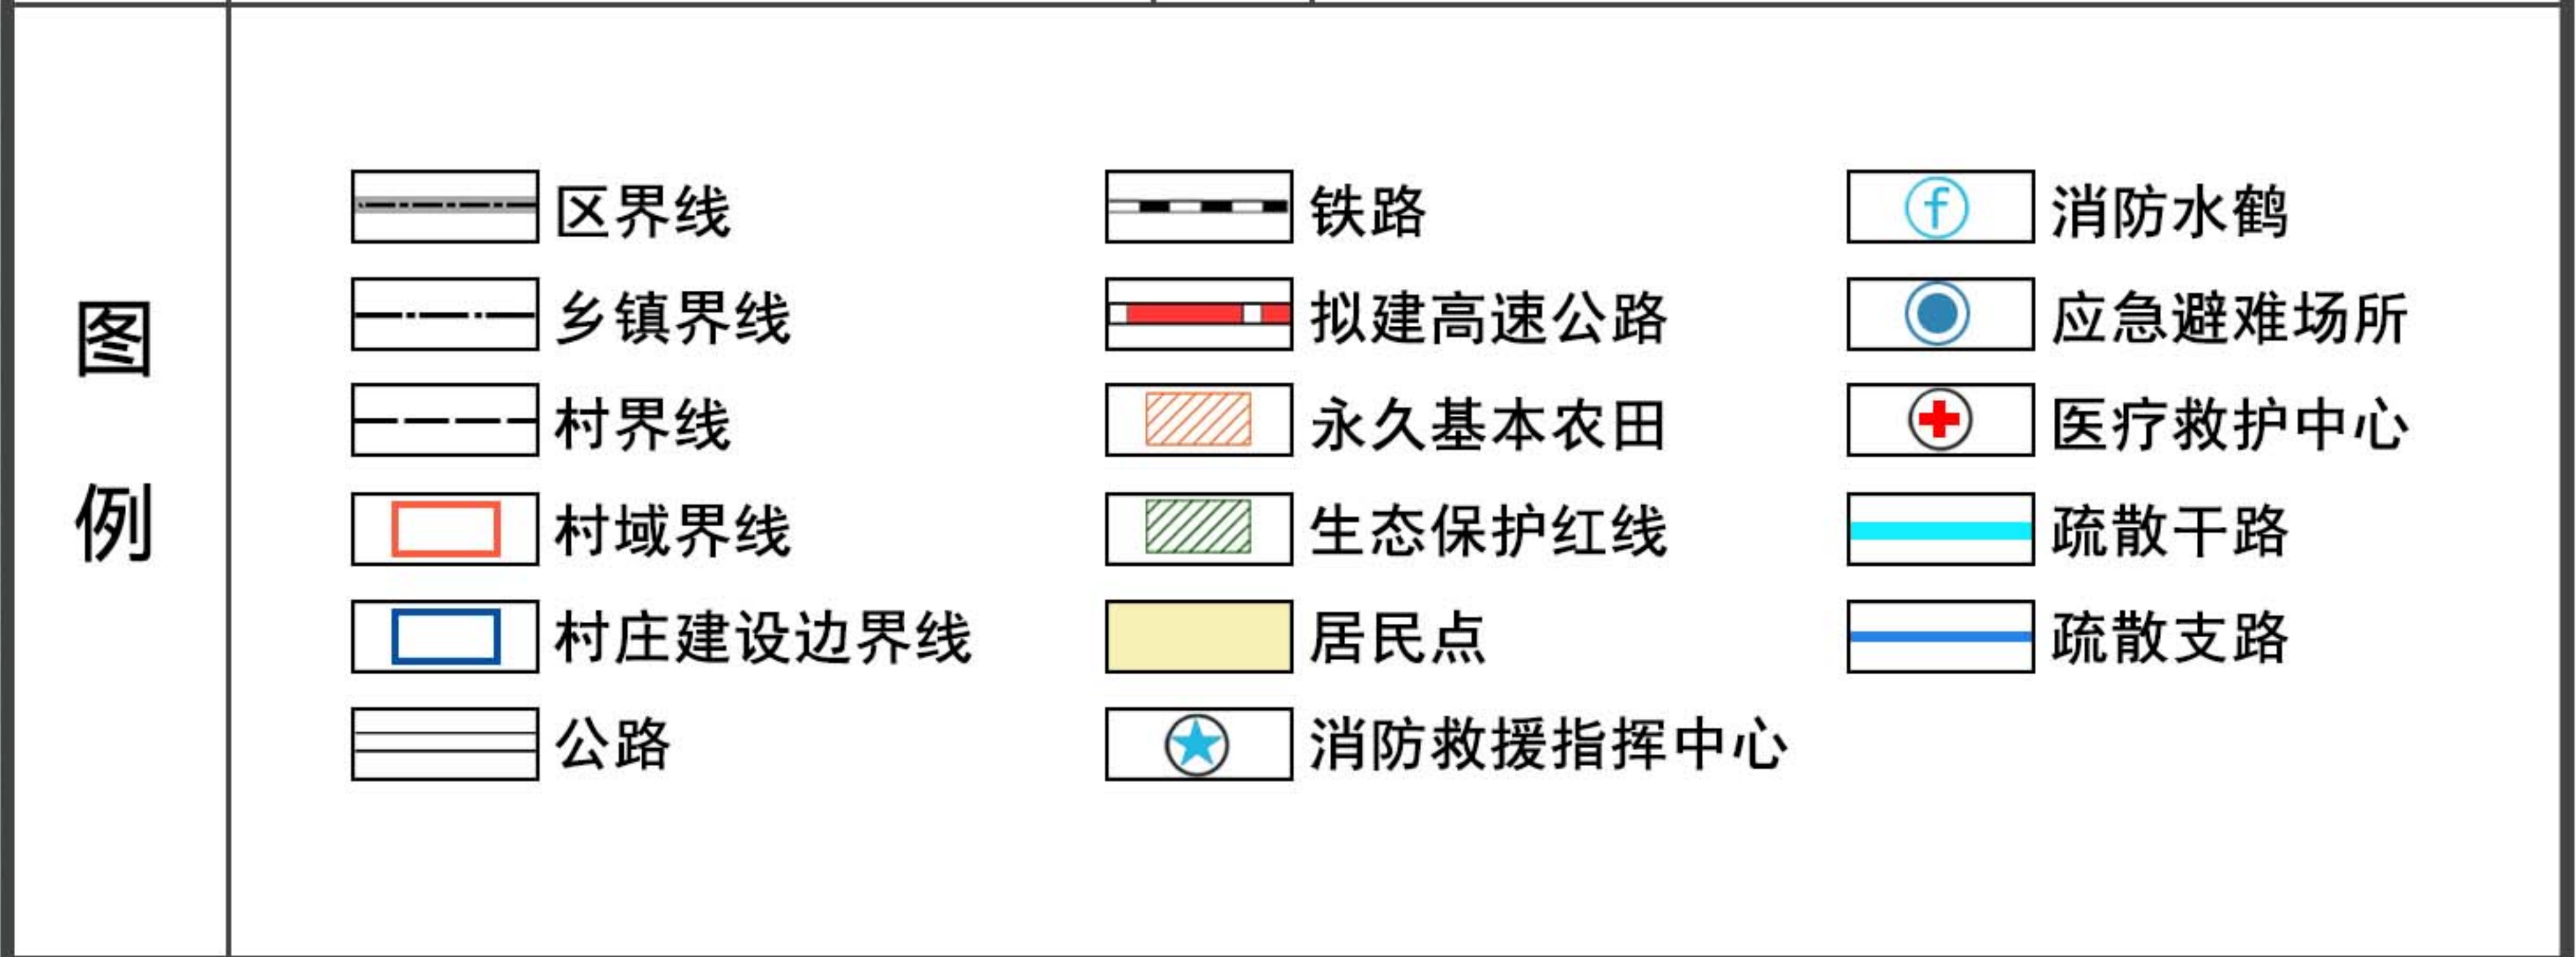 图例
区界线
乡镇界线
村界线
村域界线
村庄建设边界线
公路
铁路
拟建高速公路
永久基本农田
生态保护红线
居民点
消防救援指挥中心
f
消防水鹤
应急避难场所
医疗救护中心
疏散干路
疏散支路